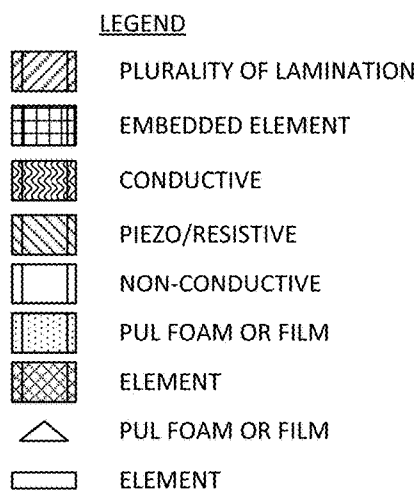 LEGEND
PLURALITY OF LAMINATION
EMBEDDED ELEMENT
CONDUCTIVE
PIEZO/RESISTIVE
NON-CONDUCTIVE
PUL FOAM OR FILM
ELEMENT
PUL FOAM OR FILM
ELEMENT